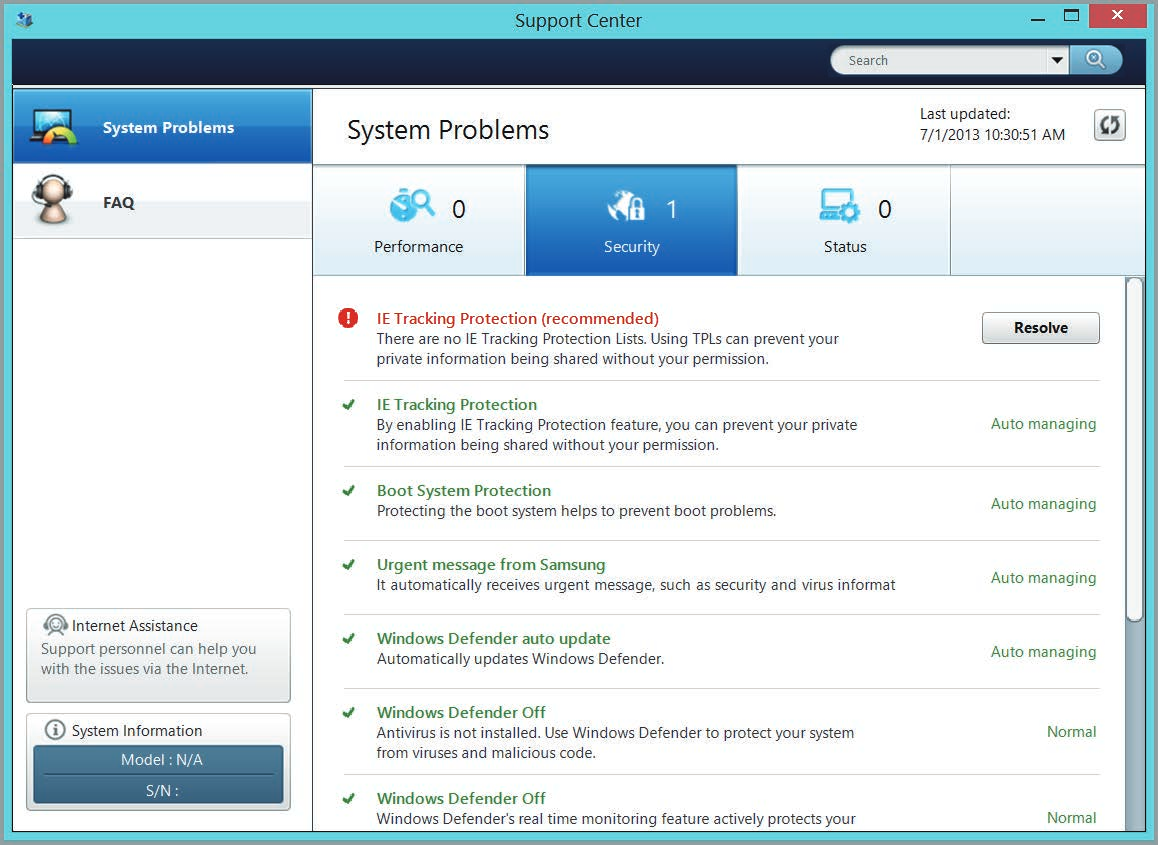 Support Center
Search
System Problems
FAQ
System Problems
Last updated:
7/1/2013 10:30:51 AM
0
Performance
1
Security
0
Status
IE Tracking Protection (recommended)
There are no IE Tracking Protection Lists. Using TPLs can prevent your
private information being shared without your permission.
Resolve
IE Tracking Protection
By enabling IE Tracking Protection feature, you can prevent your private
information being shared without your permission.
Auto managing
Boot System Protection
Protecting the boot system helps to prevent boot problems.
Auto managing
Urgent message from Samsung
It automatically receives urgent message, such as security and virus informat
Auto managing
Windows Defender auto update
Automatically updates Windows Defender.
Auto managing
Windows Defender Off
Antivirus is not installed. Use Windows Defender to protect your system
from viruses and malicious code.
Normal
Windows Defender Off
Windows Defender's real time monitoring feature actively protects your
Normal
Internet Assistance
Support personnel can help you
with the issues via the Internet.
System Information
Model : N/A
S/N :